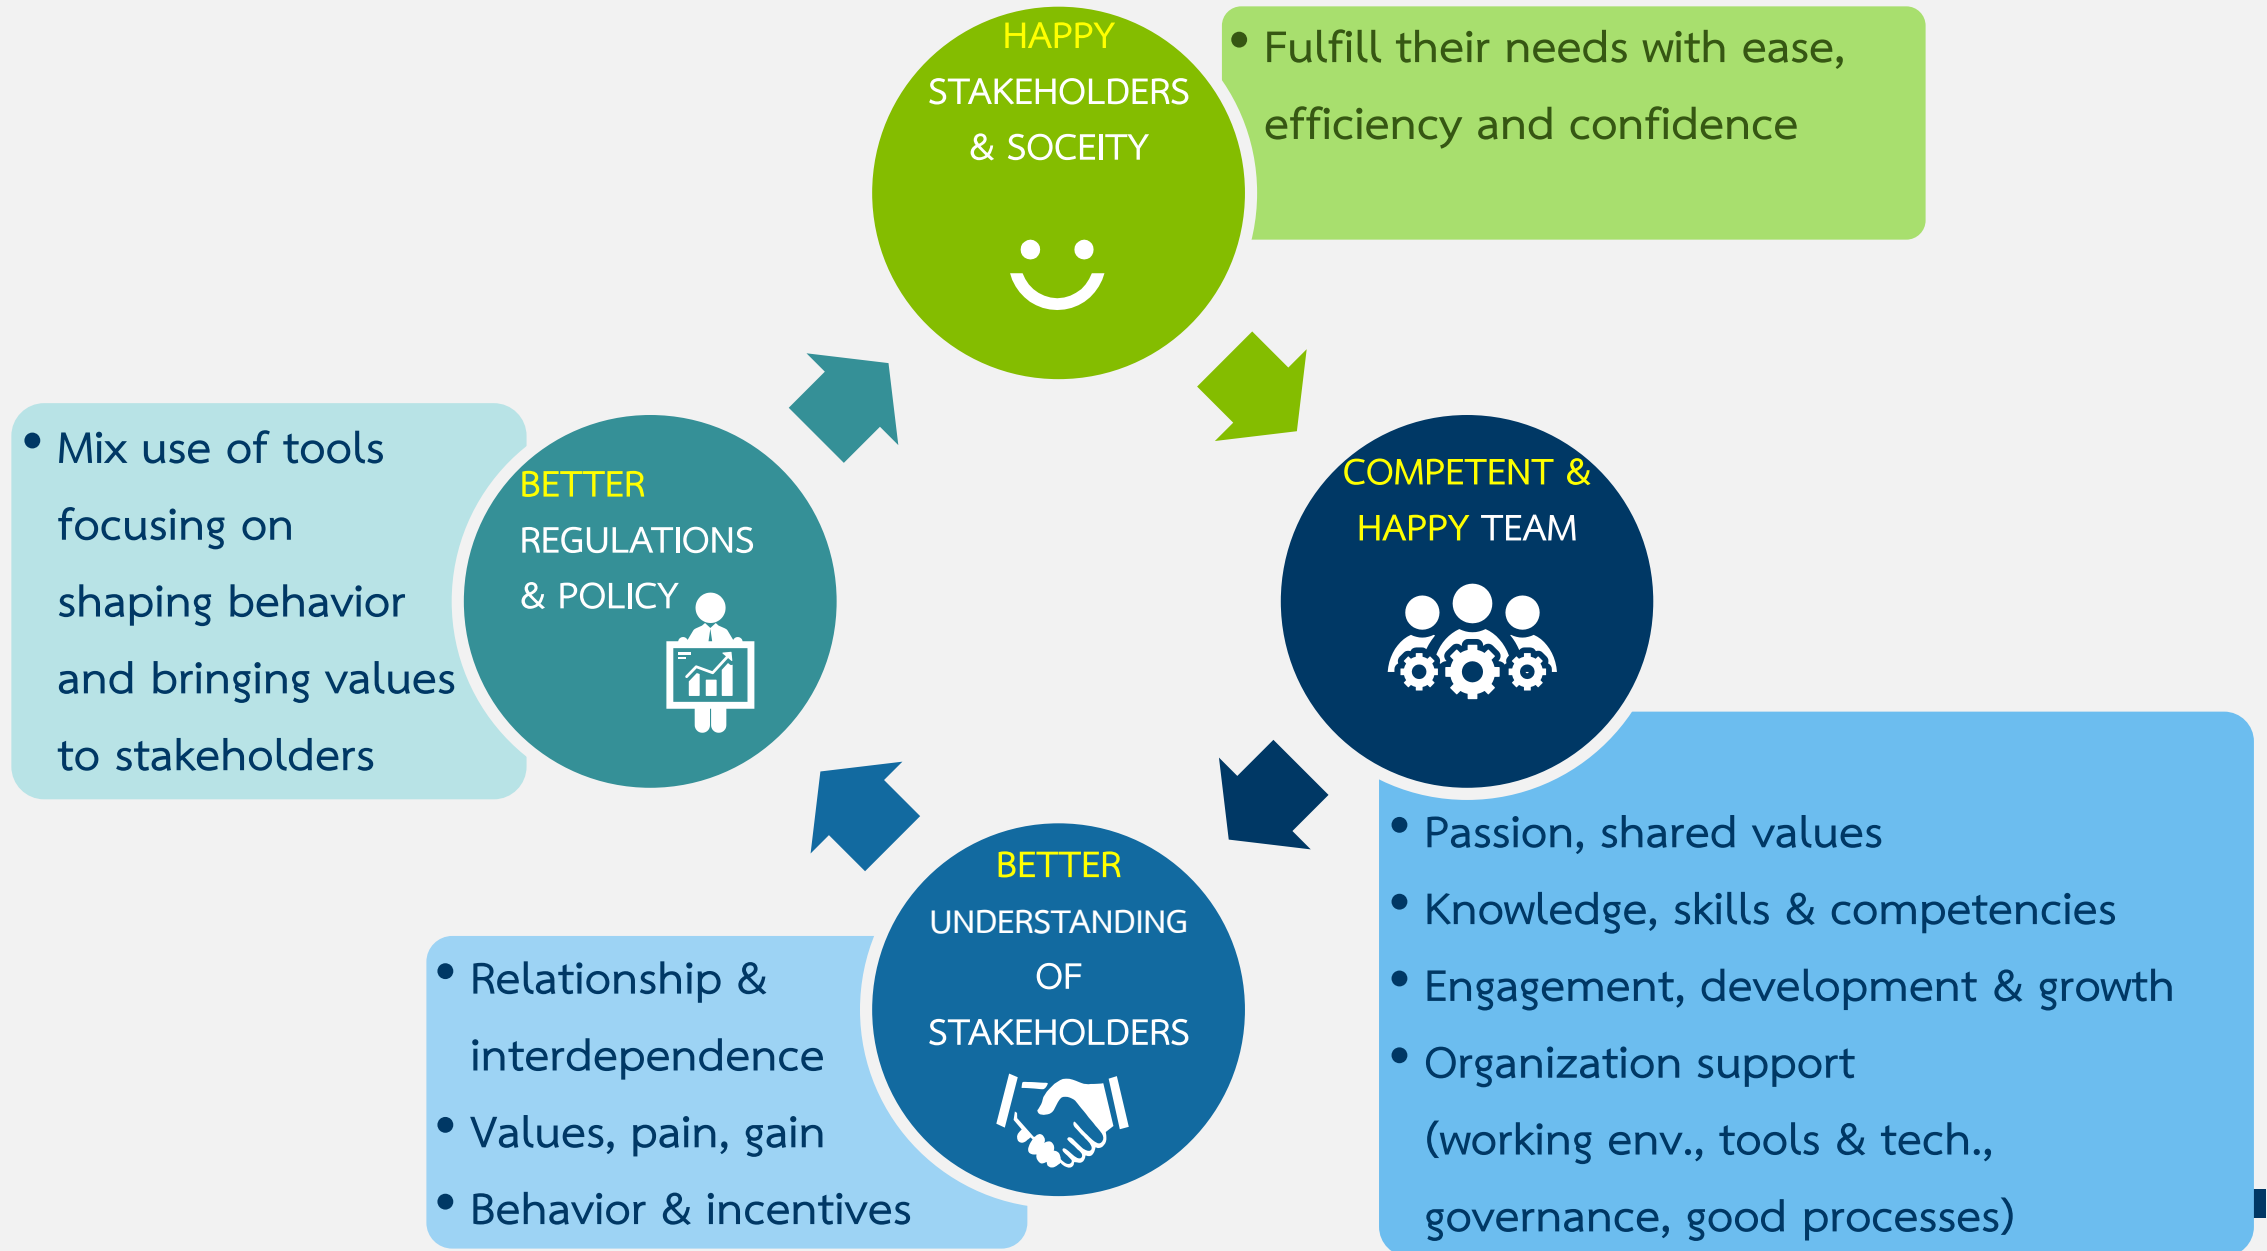 HAPPY
STAKEHOLDERS
& SOCEITY
• Fulfill their needs with ease,
efficiency and confidence
COMPETENT &
HAPPY TEAM
• Passion, shared values
• Knowledge, skills & competencies
• Engagement, development & growth
• Organization support
(working env., tools & tech.,
governance, good processes)
BETTER
UNDERSTANDING
OF
STAKEHOLDERS
• Relationship &
interdependence
• Values, pain, gain
• Behavior & incentives
BETTER
REGULATIONS
& POLICY
• Mix use of tools
focusing on
shaping behavior
and bringing values
to stakeholders